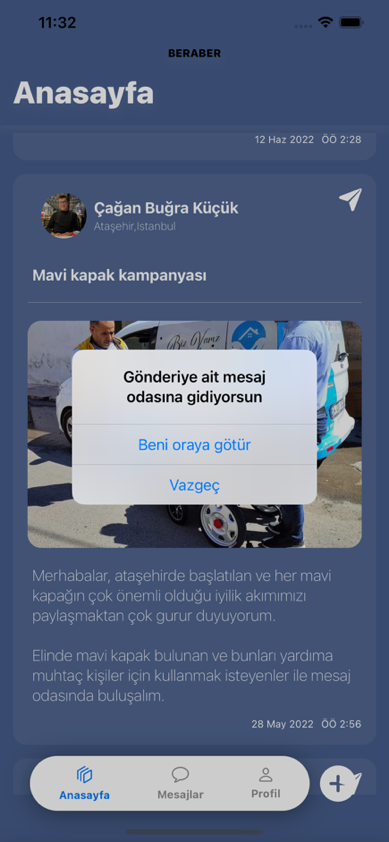 11:32
BERABER
Anasayfa
12 Haz 2022 ÖÖ 2:28
Çağan Buğra Küçük
Ataşehir,Istanbul
Mavi kapak kampanyası
Biz Varız
Gönderiye ait mesaj
odasına gidiyorsun
Beni oraya götür
Vazgeç
Merhabalar, ataşehirde başlatılan ve her mavi
kapağın çok önemli olduğu iyilik akımımızı
paylaşmaktan çok gurur duyuyorum.
Elinde mavi kapak bulunan ve bunları yardıma
muhtaç kişiler için kullanmak isteyenler ile mesaj
odasında buluşalım.
28 May 2022 ÖÖ 2:56
Anasayfa
Mesajlar
Profil